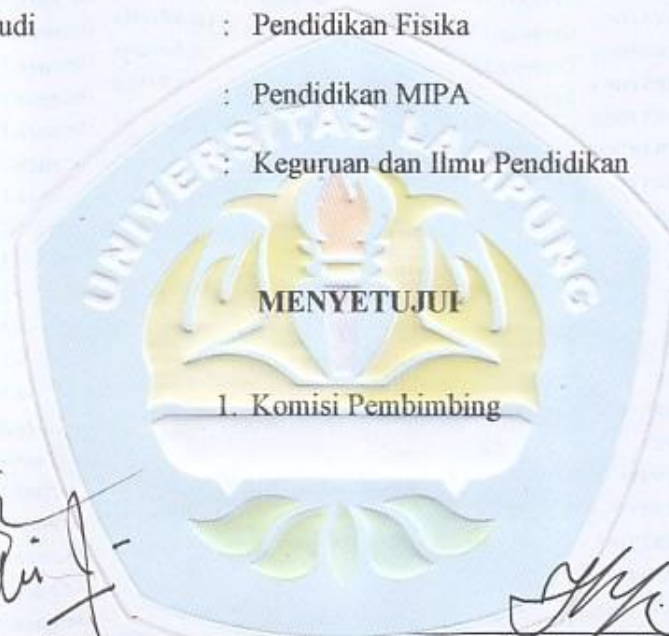 udi : Pendidikan Fisika
: Pendidikan MIPA
: Keguruan dan Ilmu Pendidikan
UNIVERSITAS LAMPUNG
MENYETUJUI
1. Komisi Pembimbing